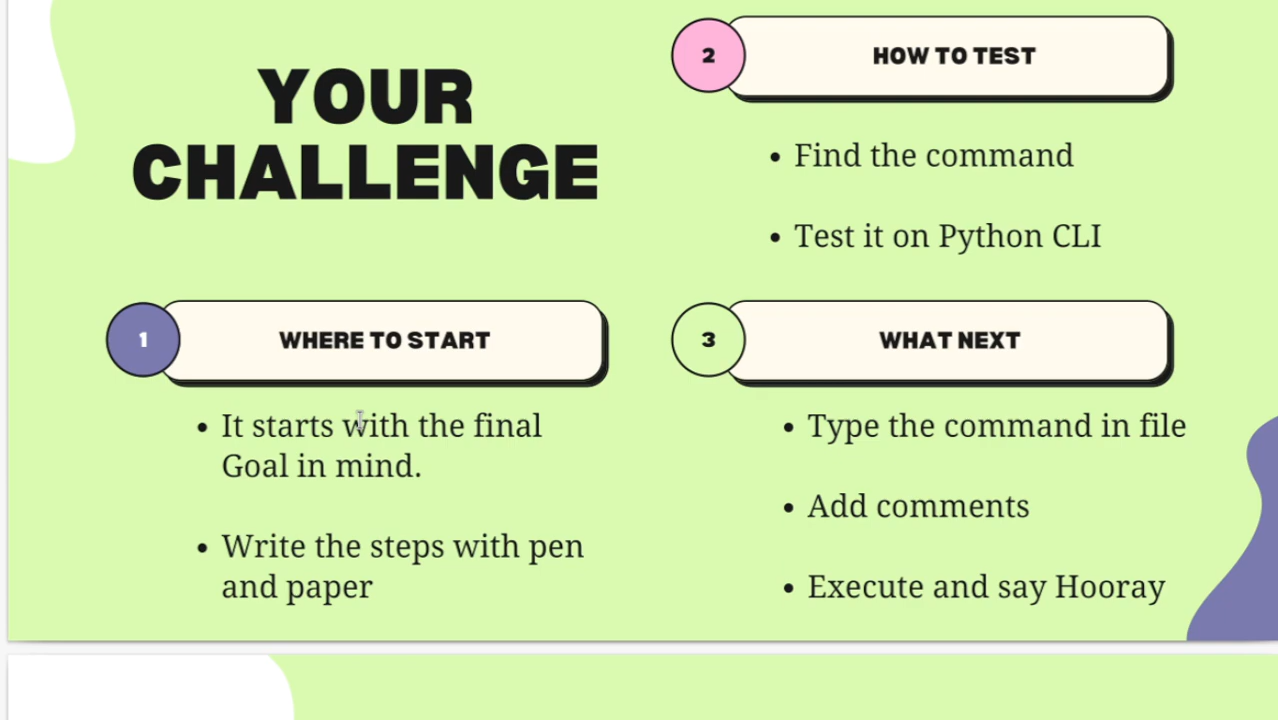 YOUR
CHALLENGE
1
WHERE TO START
• It starts with the final
Goal in mind.
• Write the steps with pen
and paper
2
HOW TO TEST
• Find the command
• Test it on Python CLI
3
WHAT NEXT
• Type the command in file
• Add comments
• Execute and say Hooray